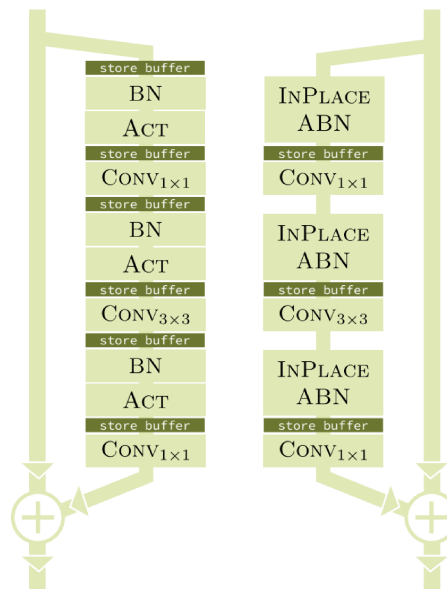 store buffer
BN
ACT
store buffer
CONV1×1
store buffer
BN
ACT
store buffer
CONV3×3
store buffer
BN
ACT
store buffer
CONV1×1
INPLACE
ABN
store buffer
CONV1×1
INPLACE
ABN
store buffer
CONV3×3
INPLACE
ABN
store buffer
CONV1×1